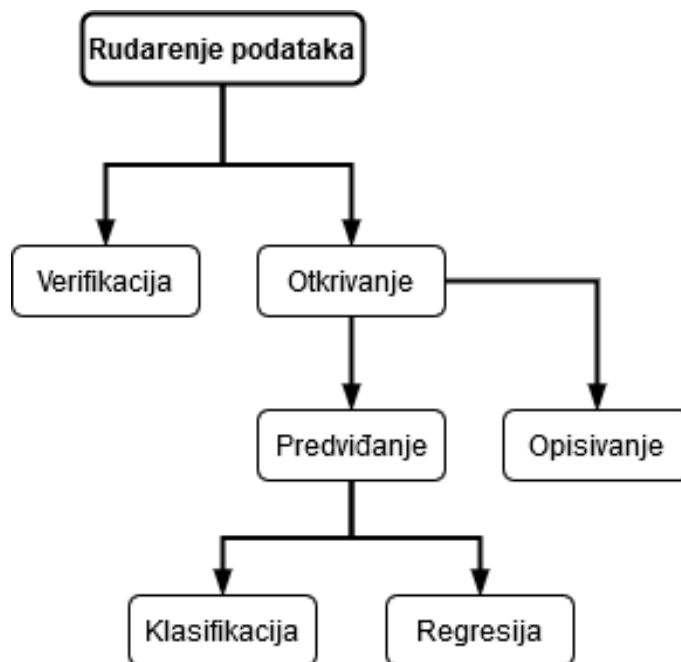 Rudarenje podataka
Verifikacija
Otkrivanje
Predviđanje
Opisivanje
Klasifikacija
Regresija